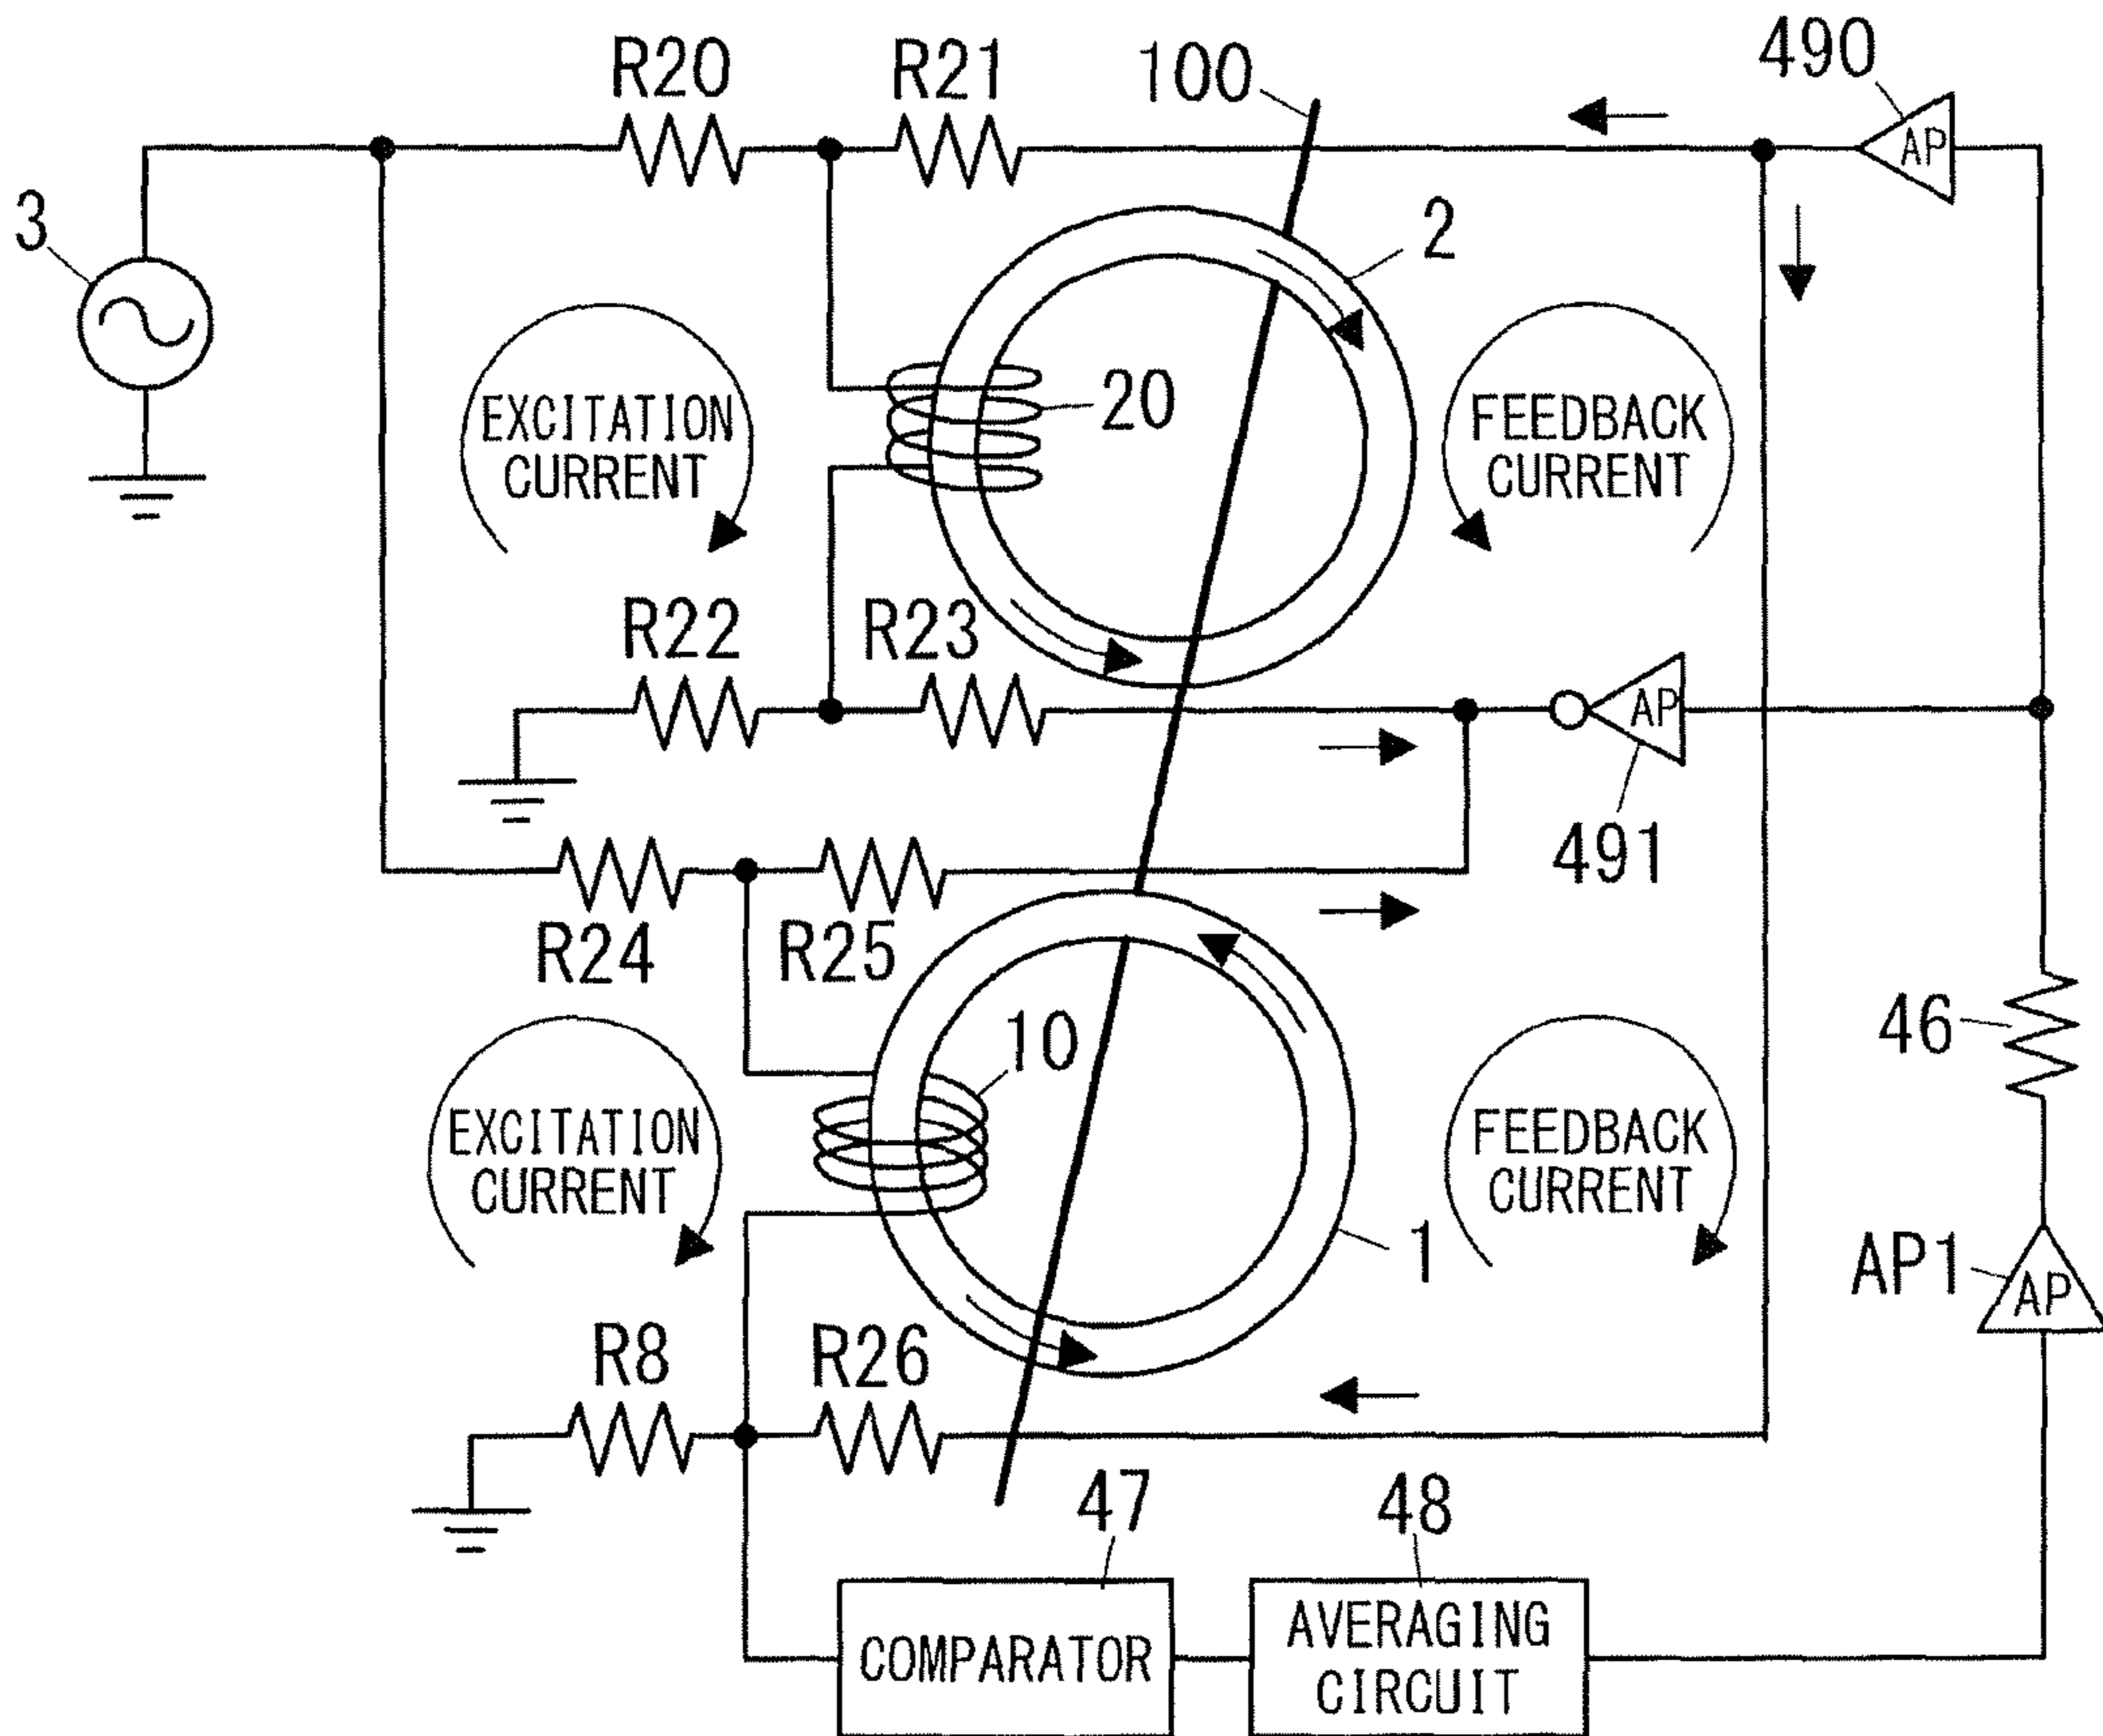 R20
R21
100
490
AP
3
2
EXCITATION
CURRENT
20
FEEDBACK
CURRENT
R22
R23
AP
491
R24
R25
10
46
EXCITATION
CURRENT
FEEDBACK
CURRENT
1
AP1
AP
R8
R26
47
48
COMPARATOR
AVERAGING
CIRCUIT